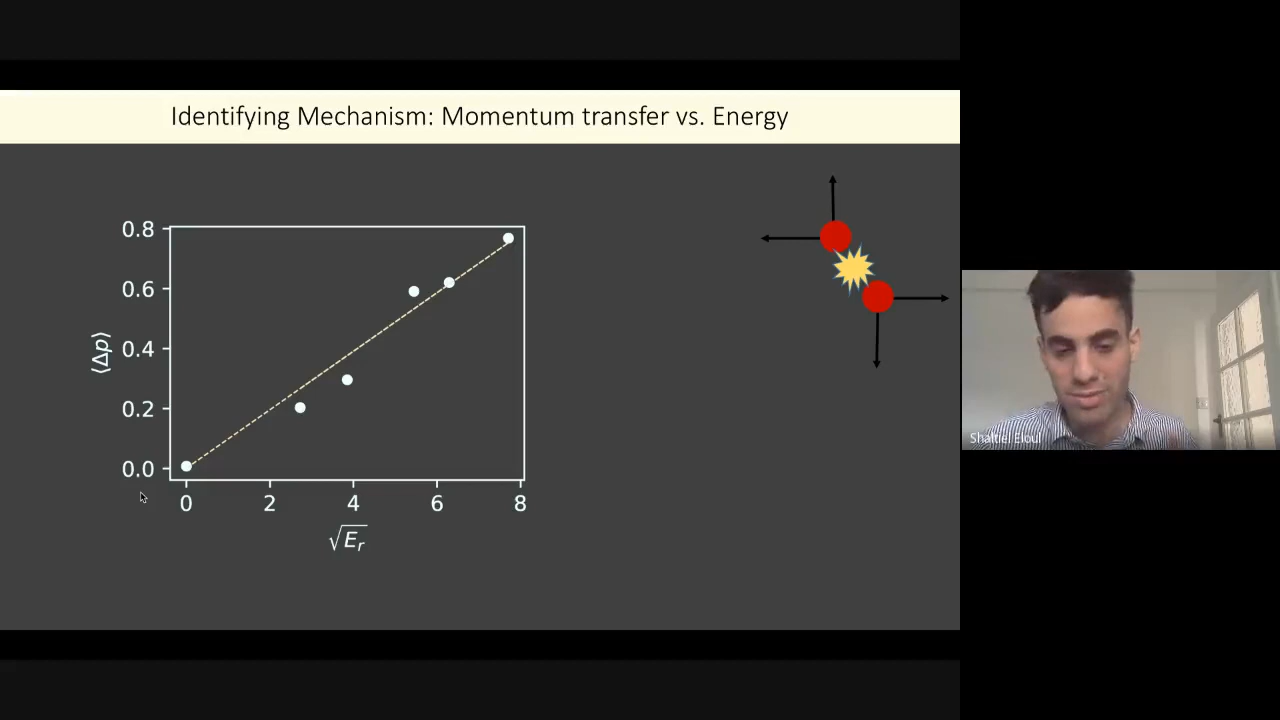 Identifying Mechanism: Momentum transfer vs. Energy
0.8
0.6
0.4
0.2
0.0
⟨Δp⟩
0 2 4 6 8
√E_r
Shaltiel Eloul